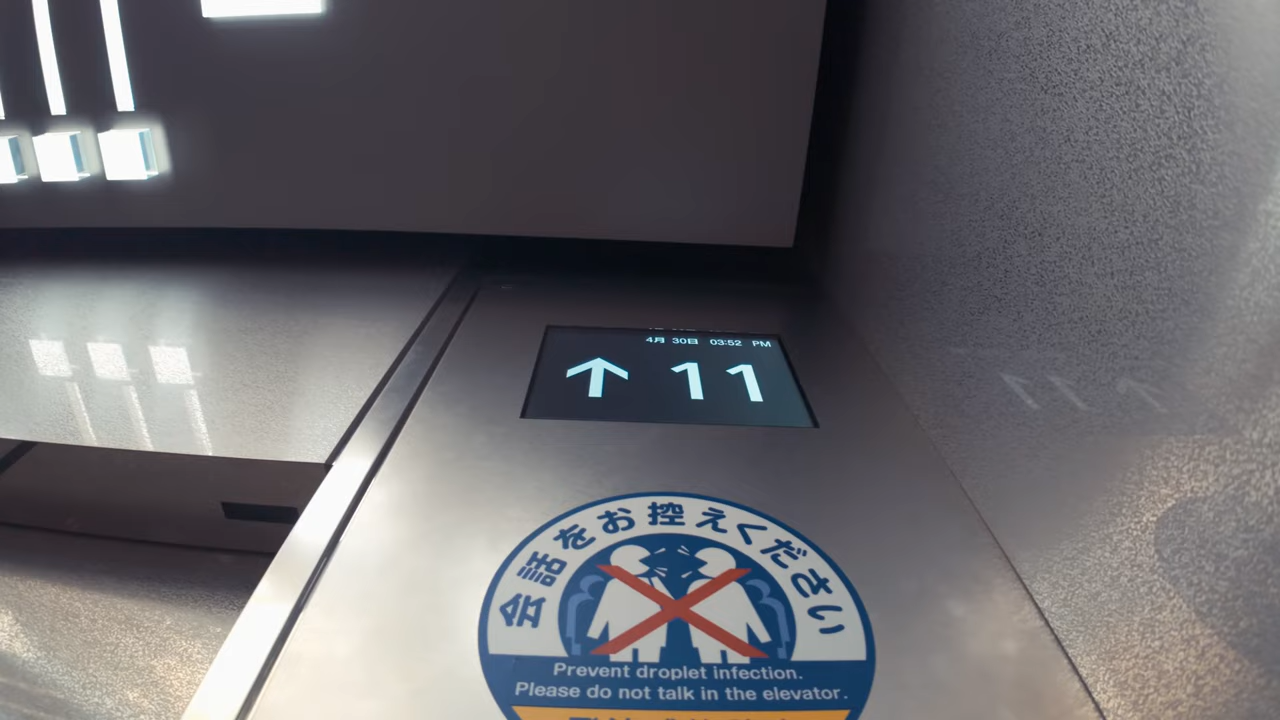 4月 30日 03:52 PM
↑ 11
会話をお控えください
Prevent droplet infection.
Please do not talk in the elevator.